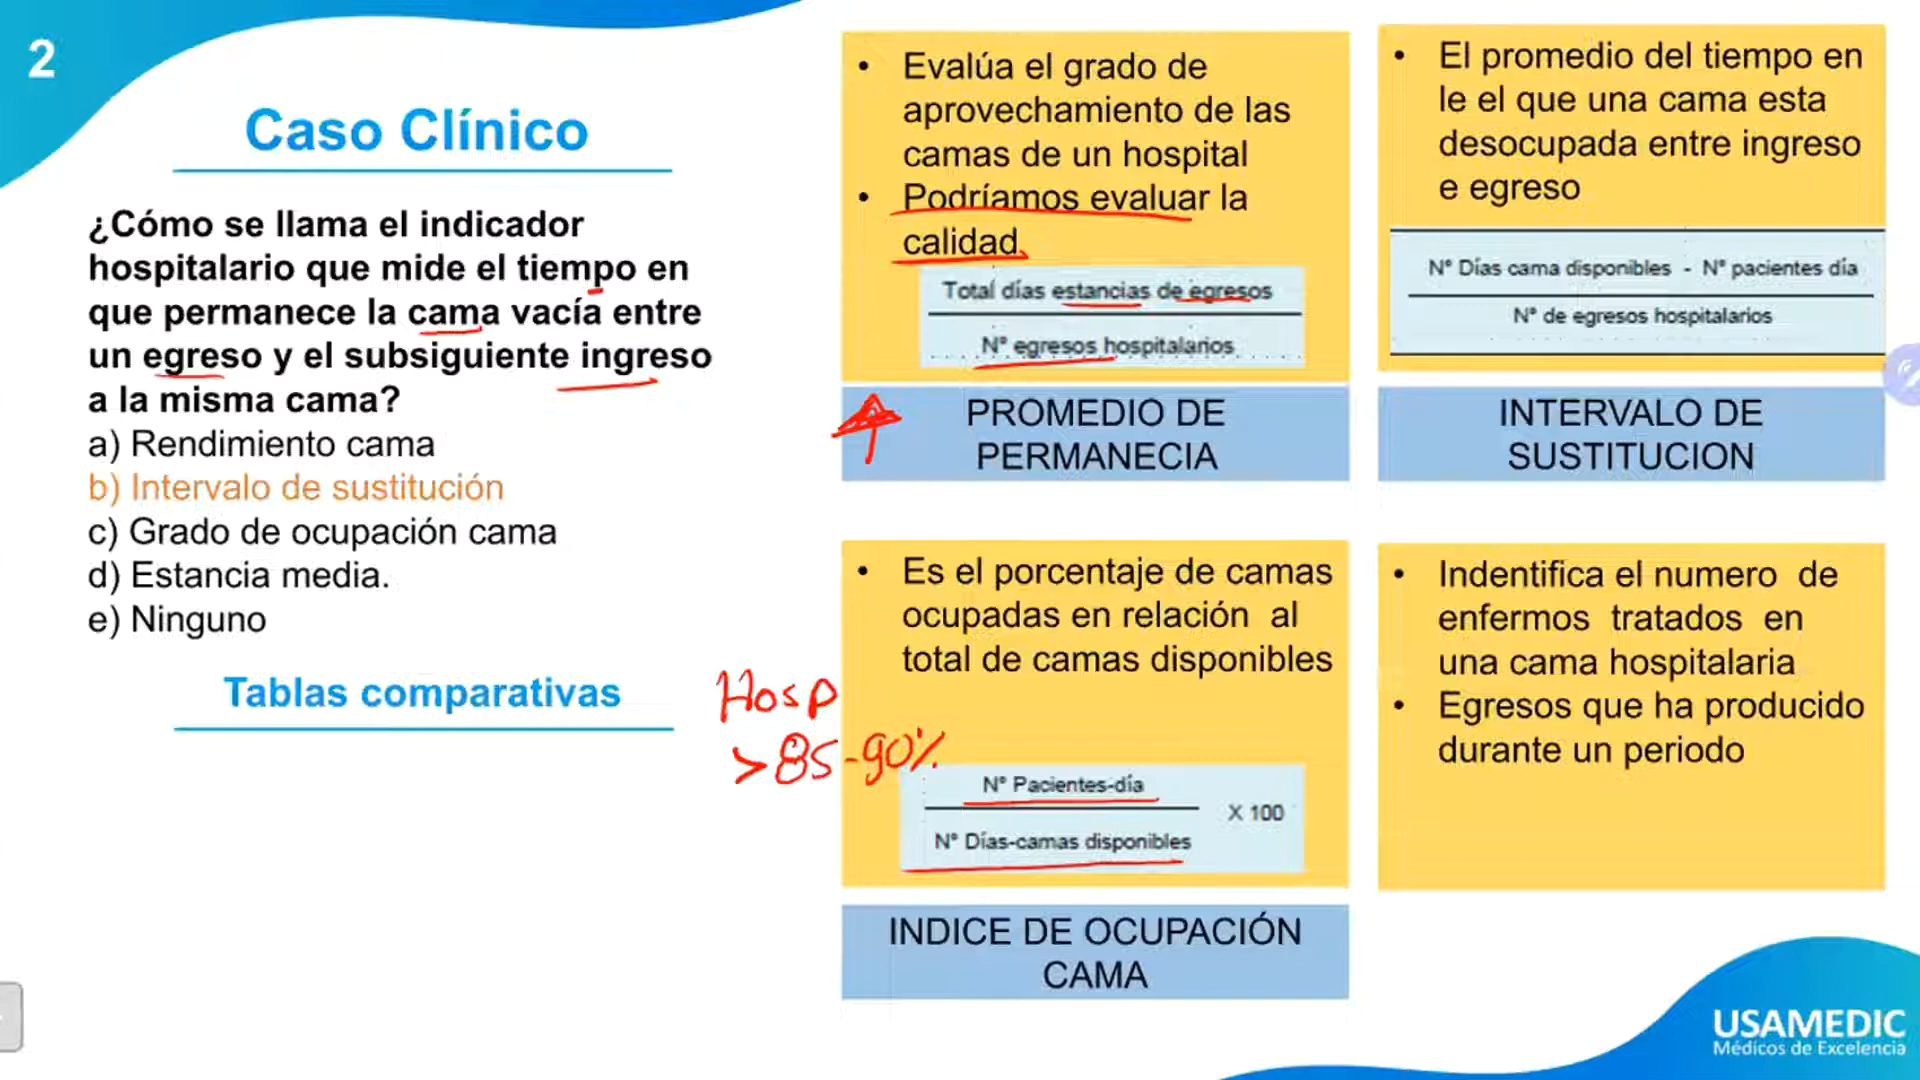 2
Caso Clínico
¿Cómo se llama el indicador
hospitalario que mide el tiempo en
que permanece la cama vacía entre
un egreso y el subsiguiente ingreso
a la misma cama?
a) Rendimiento cama
b) Intervalo de sustitución
c) Grado de ocupación cama
d) Estancia media.
e) Ninguno
Tablas comparativas
• Evalúa el grado de
aprovechamiento de las
camas de un hospital
• Podríamos evaluar la
calidad.
Total días estancias de egresos
N° egresos hospitalarios
PROMEDIO DE
PERMANECIA
• El promedio del tiempo en
le el que una cama esta
desocupada entre ingreso
e egreso
N° Días cama disponibles - N° pacientes día
N° de egresos hospitalarios
INTERVALO DE
SUSTITUCION
• Es el porcentaje de camas
ocupadas en relación al
total de camas disponibles
Hosp
>85-90%
N° Pacientes-día
X 100
N° Días-camas disponibles
INDICE DE OCUPACIÓN
CAMA
• Indentifica el numero de
enfermos tratados en
una cama hospitalaria
• Egresos que ha producido
durante un periodo
USAMEDIC
Médicos de Excelencia